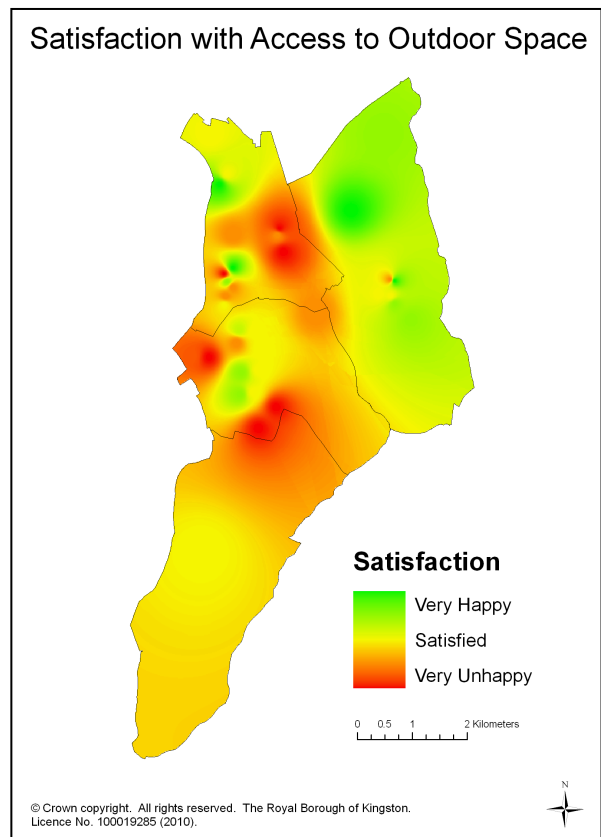 Satisfaction with Access to Outdoor Space
Satisfaction
Very Happy
Satisfied
Very Unhappy
0 0.5 1 2 Kilometers
N
© Crown copyright. All rights reserved. The Royal Borough of Kingston.
Licence No. 100019285 (2010).